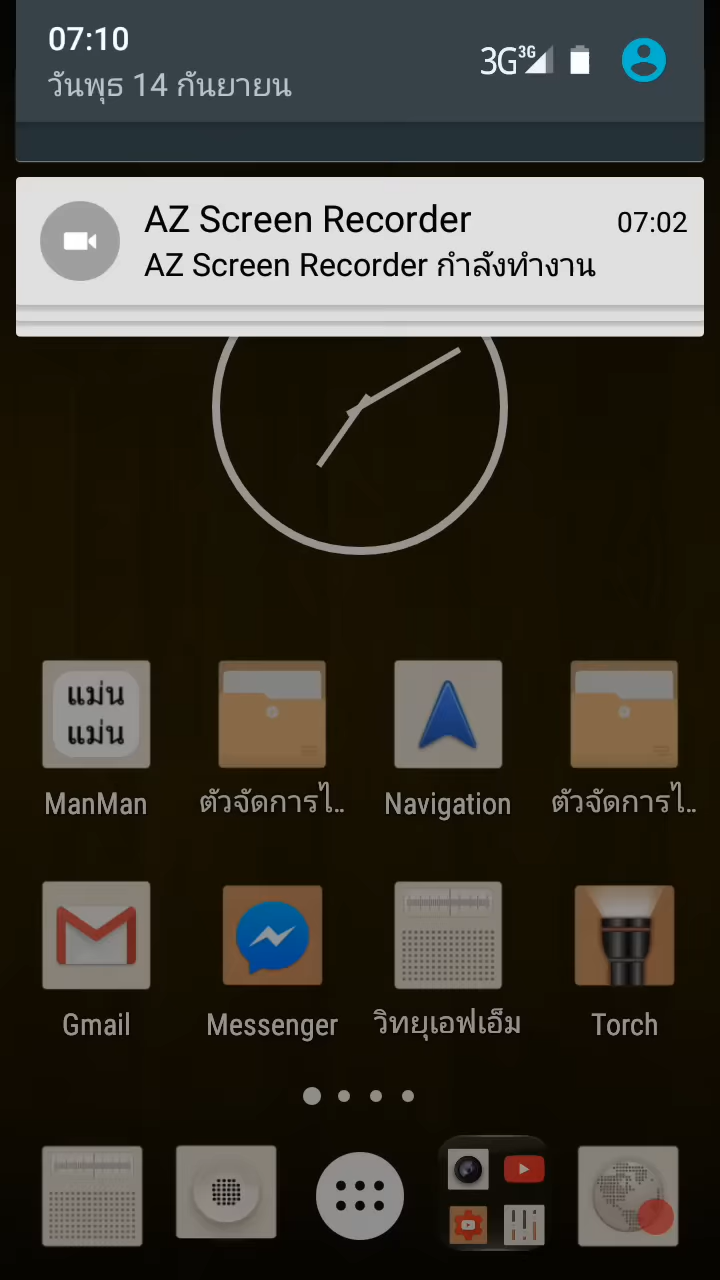 07:10
วันพุธ 14 กันยายน
3G 3G
AZ Screen Recorder
07:02
AZ Screen Recorder กำลังทำงาน
แม่น
แม่น
ManMan
ตัวจัดการไ..
Navigation
ตัวจัดการไ..
Gmail
Messenger
วิทยุเอฟเอ็ม
Torch